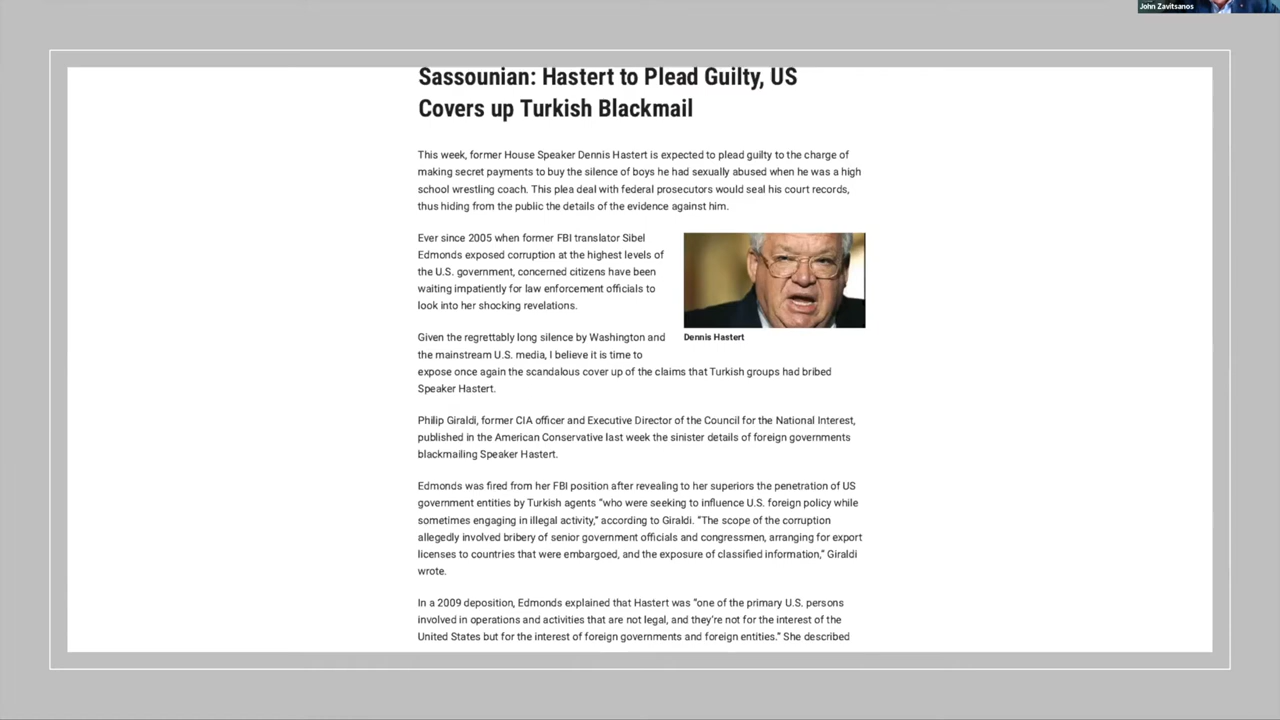 John Zavitsanos
Sassounian: Hastert to Plead Guilty, US
Covers up Turkish Blackmail
This week, former House Speaker Dennis Hastert is expected to plead guilty to the charge of
making secret payments to buy the silence of boys he had sexually abused when he was a high
school wrestling coach. This plea deal with federal prosecutors would seal his court records,
thus hiding from the public the details of the evidence against him.
Ever since 2005 when former FBI translator Sibel
Edmonds exposed corruption at the highest levels of
the U.S. government, concerned citizens have been
waiting impatiently for law enforcement officials to
look into her shocking revelations.
Dennis Hastert
Given the regrettably long silence by Washington and
the mainstream U.S. media, I believe it is time to
expose once again the scandalous cover up of the claims that Turkish groups had bribed
Speaker Hastert.
Philip Giraldi, former CIA officer and Executive Director of the Council for the National Interest,
published in the American Conservative last week the sinister details of foreign governments
blackmailing Speaker Hastert.
Edmonds was fired from her FBI position after revealing to her superiors the penetration of US
government entities by Turkish agents “who were seeking to influence U.S. foreign policy while
sometimes engaging in illegal activity,” according to Giraldi. “The scope of the corruption
allegedly involved bribery of senior government officials and congressmen, arranging for export
licenses to countries that were embargoed, and the exposure of classified information,” Giraldi
wrote.
In a 2009 deposition, Edmonds explained that Hastert was “one of the primary U.S. persons
involved in operations and activities that are not legal, and they’re not for the interest of the
United States but for the interest of foreign governments and foreign entities.” She described